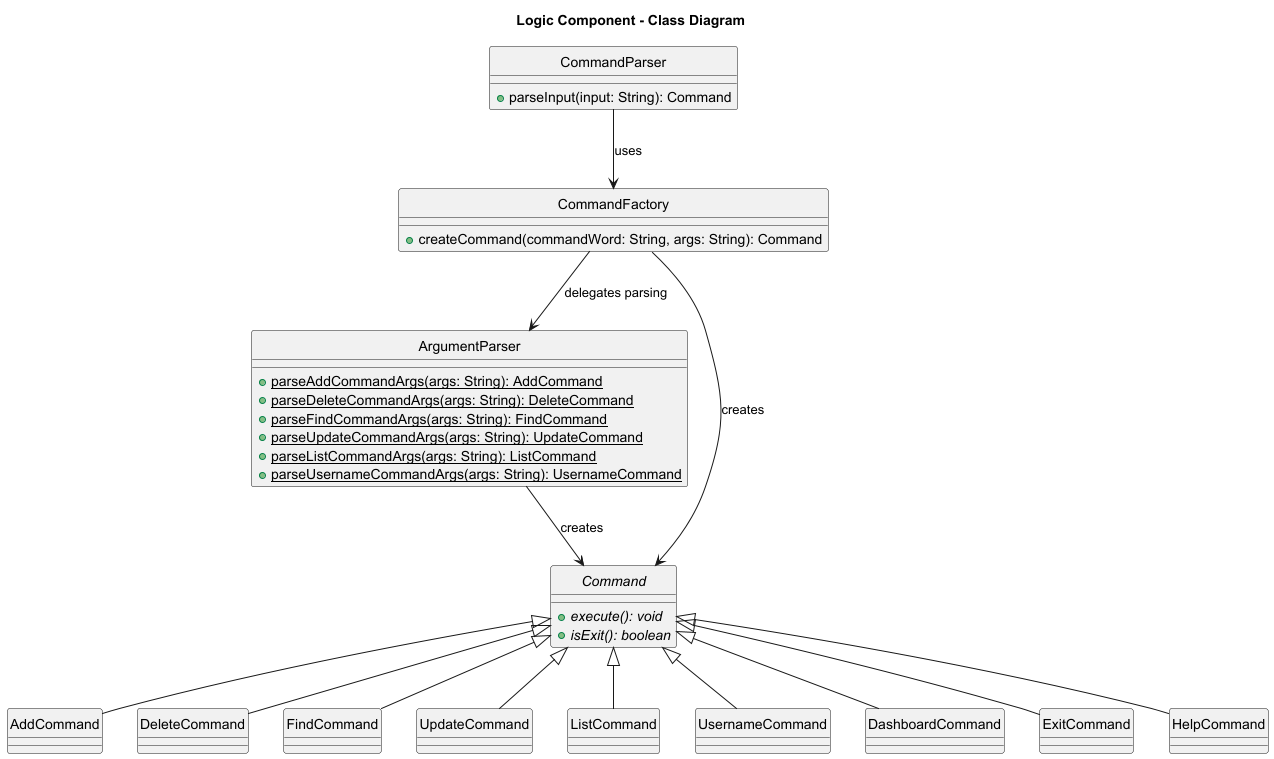 Logic Component - Class Diagram
CommandParser
parseInput(input: String): Command
uses
CommandFactory
createCommand(commandWord: String, args: String): Command
delegates parsing
ArgumentParser
parseAddCommandArgs(args: String): AddCommand
parseDeleteCommandArgs(args: String): DeleteCommand
parseFindCommandArgs(args: String): FindCommand
parseUpdateCommandArgs(args: String): UpdateCommand
parseListCommandArgs(args: String): ListCommand
parseUsernameCommandArgs(args: String): UsernameCommand
creates
creates
Command
execute(): void
isExit(): boolean
AddCommand
DeleteCommand
FindCommand
UpdateCommand
ListCommand
UsernameCommand
DashboardCommand
ExitCommand
HelpCommand